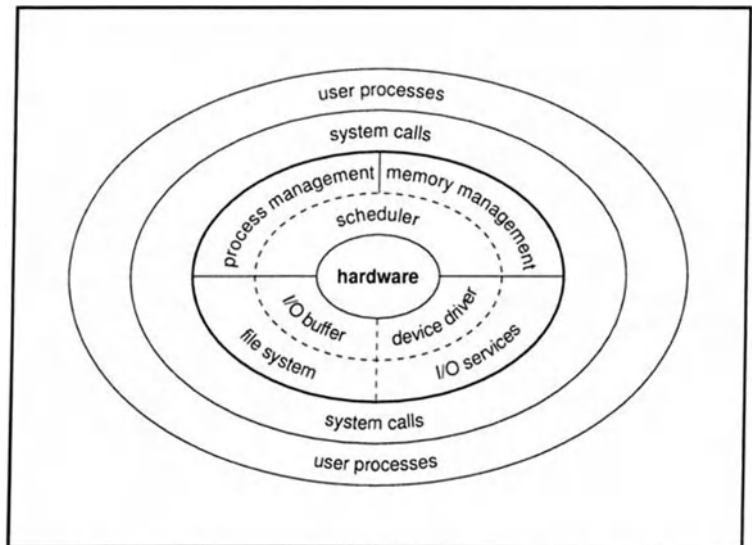 user processes
system calls
process management
memory management
scheduler
hardware
I/O buffer
device driver
file system
I/O services
system calls
user processes